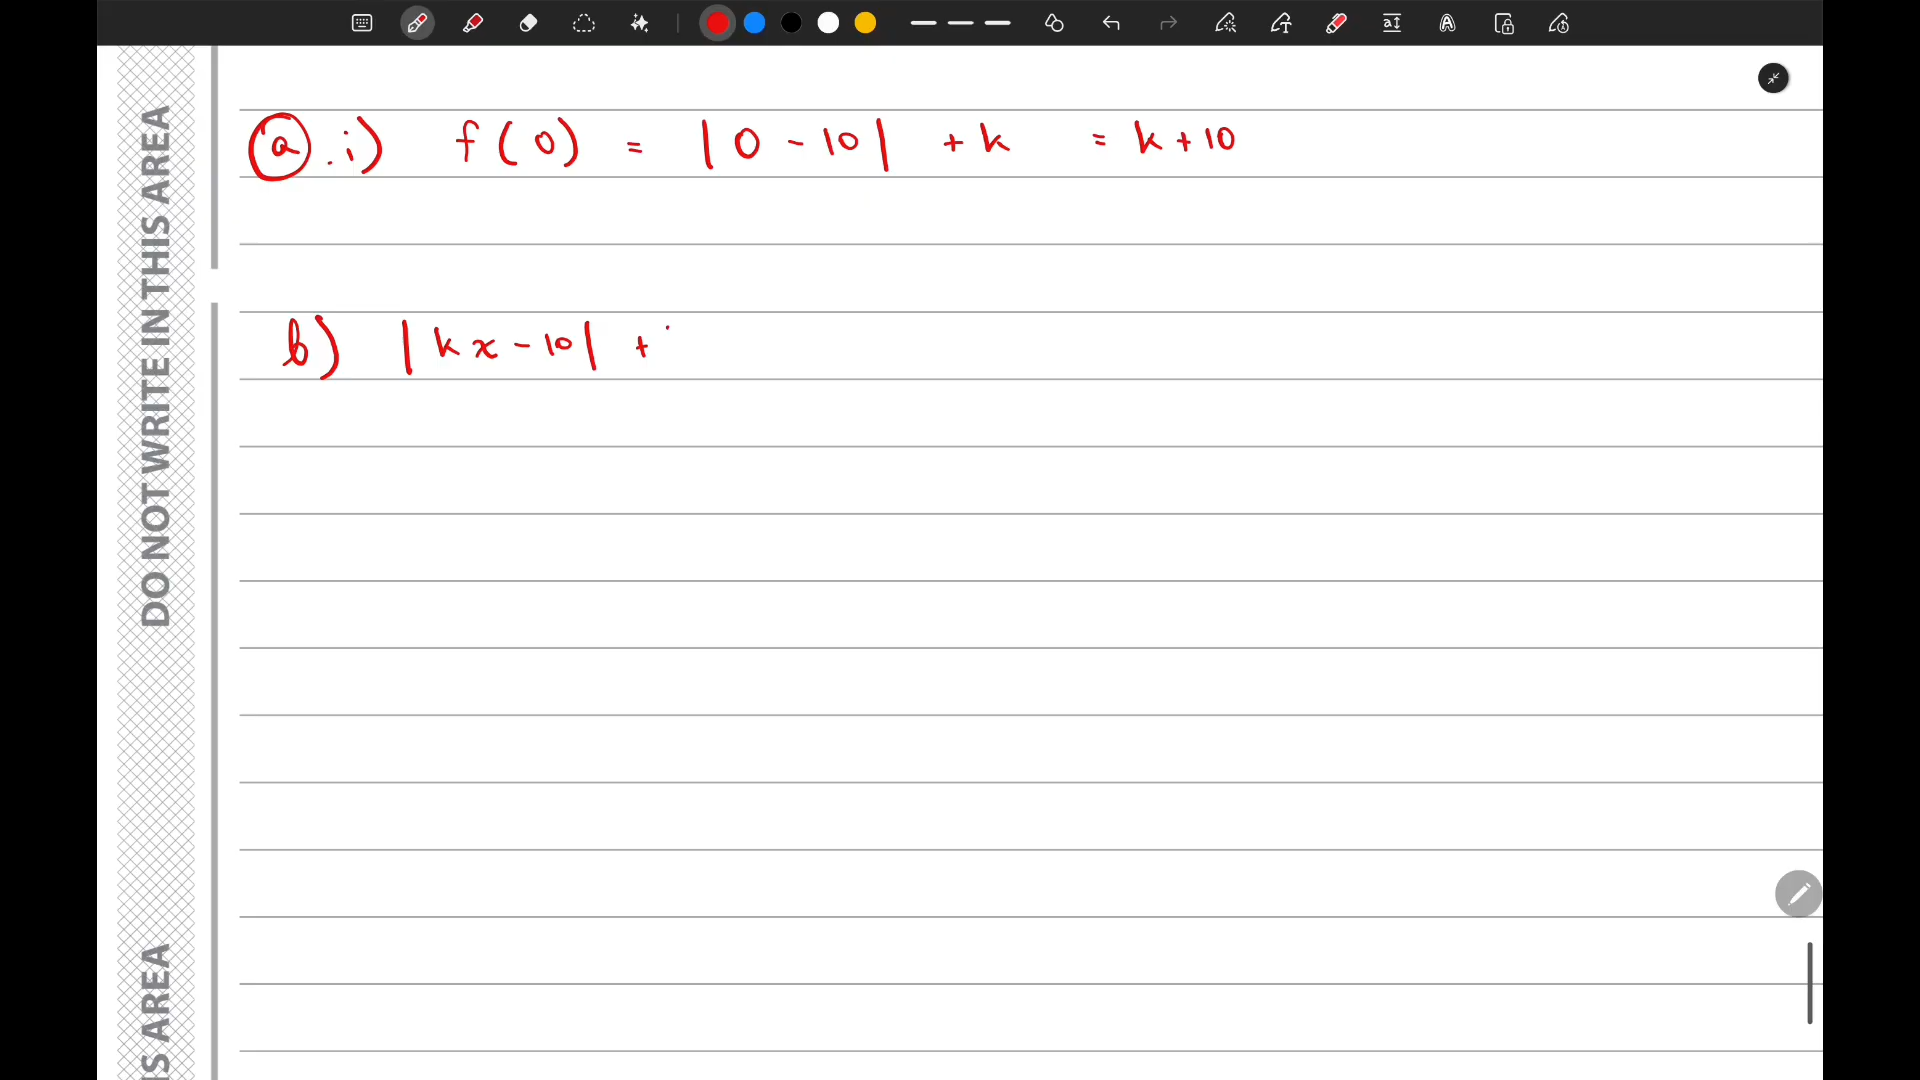 DO NOT WRITE IN THIS AREA
IS AREA
a .i) f(0) = |0 - 10| + k = k + 10
b) |kx - 10| +